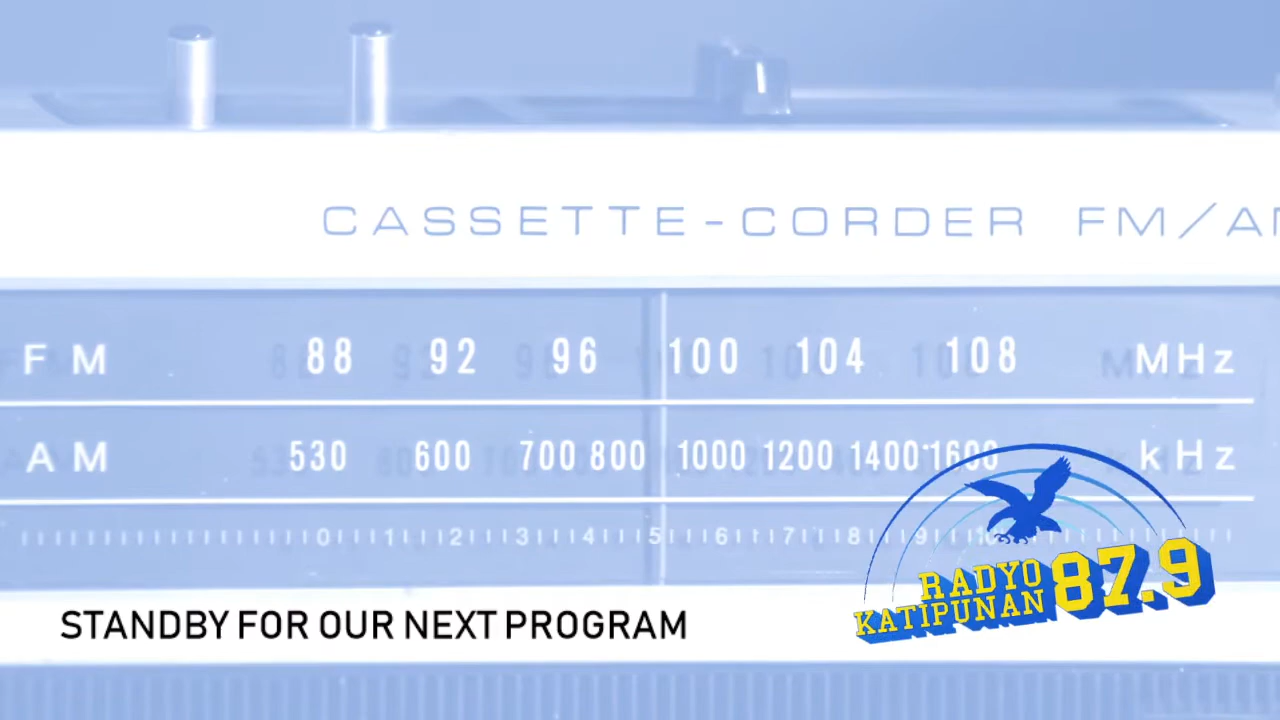 CASSETTE-CORDER FM/A
FM 88 92 96 100 104 108 MHz
AM 530 600 700 800 1000 1200 1400 1600 kHz
0 1 2 3 4 5 6 7 8 9 10
RADYO
KATIPUNAN
87.9
STANDBY FOR OUR NEXT PROGRAM